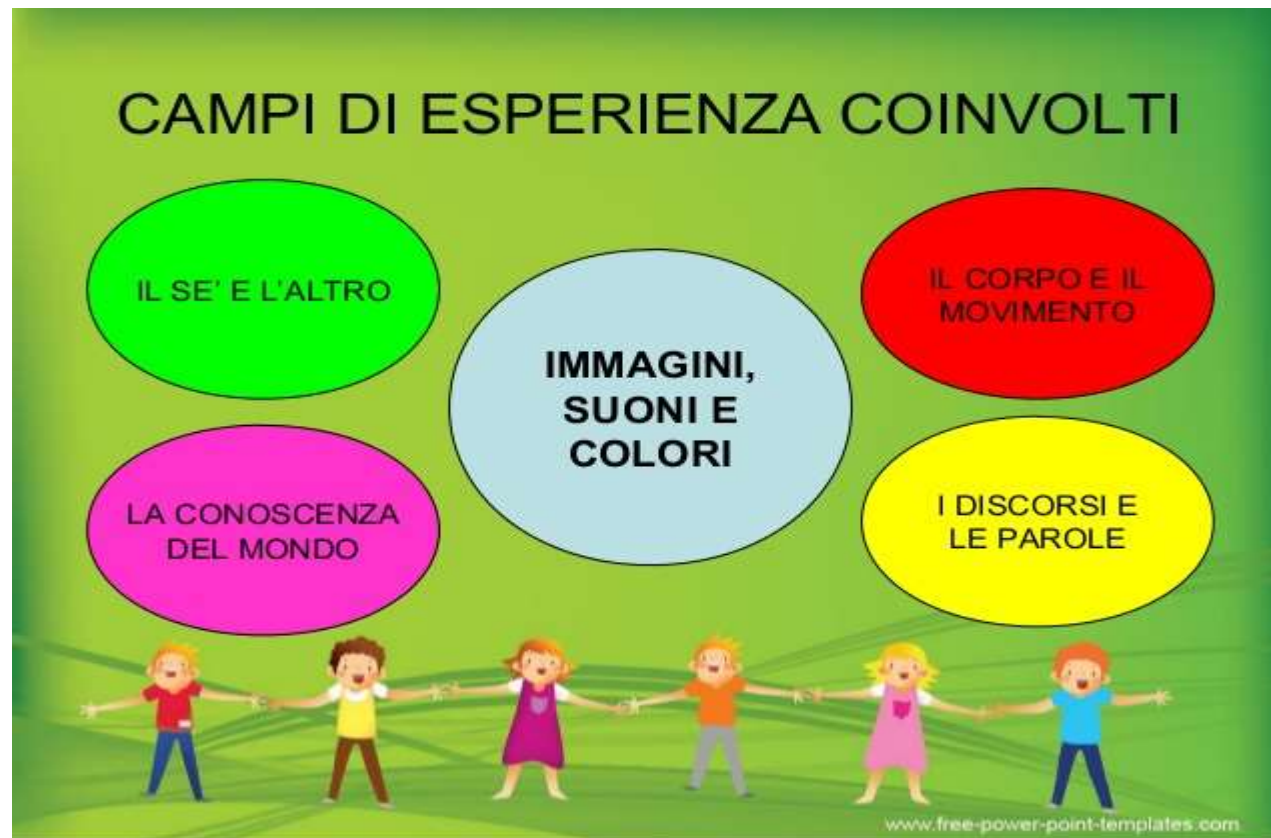 CAMPI DI ESPERIENZA COINVOLTI
IL SE' E L'ALTRO
IMMAGINI,
SUONI E
COLORI
IL CORPO E IL
MOVIMENTO
LA CONOSCENZA
DEL MONDO
I DISCORSI E
LE PAROLE
www.free-power-point-templates.com